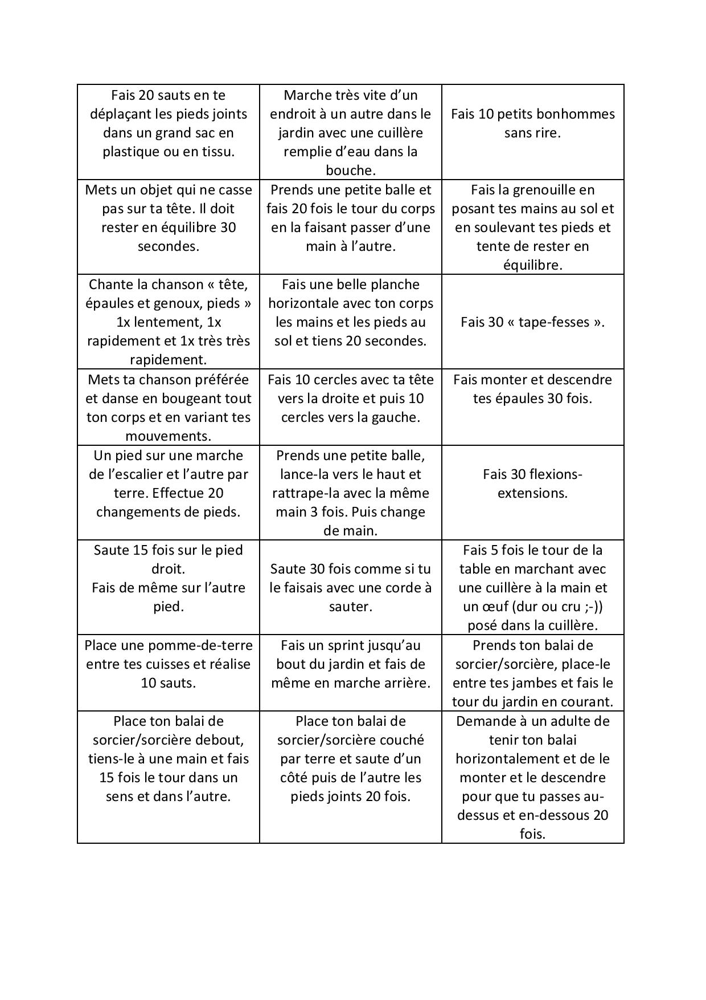 Fais 20 sauts en te
déplaçant les pieds joints
dans un grand sac en
plastique ou en tissu.
Marche très vite d’un
endroit à un autre dans le
jardin avec une cuillère
remplie d’eau dans la
bouche.
Fais 10 petits bonhommes
sans rire.
Mets un objet qui ne casse
pas sur ta tête. Il doit
rester en équilibre 30
secondes.
Prends une petite balle et
fais 20 fois le tour du corps
en la faisant passer d’une
main à l’autre.
Fais la grenouille en
posant tes mains au sol et
en soulevant tes pieds et
tente de rester en
équilibre.
Chante la chanson « tête,
épaules et genoux, pieds »
1x lentement, 1x
rapidement et 1x très très
rapidement.
Fais une belle planche
horizontale avec ton corps
les mains et les pieds au
sol et tiens 20 secondes.
Fais 30 « tape-fesses ».
Mets ta chanson préférée
et danse en bougeant tout
ton corps et en variant tes
mouvements.
Fais 10 cercles avec ta tête
vers la droite et puis 10
cercles vers la gauche.
Fais monter et descendre
tes épaules 30 fois.
Un pied sur une marche
de l’escalier et l’autre par
terre. Effectue 20
changements de pieds.
Prends une petite balle,
lance-la vers le haut et
rattrape-la avec la même
main 3 fois. Puis change
de main.
Fais 30 flexions-
extensions.
Saute 15 fois sur le pied
droit.
Fais de même sur l’autre
pied.
Saute 30 fois comme si tu
le faisais avec une corde à
sauter.
Fais 5 fois le tour de la
table en marchant avec
une cuillère à la main et
un œuf (dur ou cru ;-))
posé dans la cuillère.
Place une pomme-de-terre
entre tes cuisses et réalise
10 sauts.
Fais un sprint jusqu’au
bout du jardin et fais de
même en marche arrière.
Prends ton balai de
sorcier/sorcière, place-le
entre tes jambes et fais le
tour du jardin en courant.
Place ton balai de
sorcier/sorcière debout,
tiens-le à une main et fais
15 fois le tour dans un
sens et dans l’autre.
Place ton balai de
sorcier/sorcière couché
par terre et saute d’un
côté puis de l’autre les
pieds joints 20 fois.
Demande à un adulte de
tenir ton balai
horizontalement et de le
monter et le descendre
pour que tu passes au-
dessus et en-dessous 20
fois.